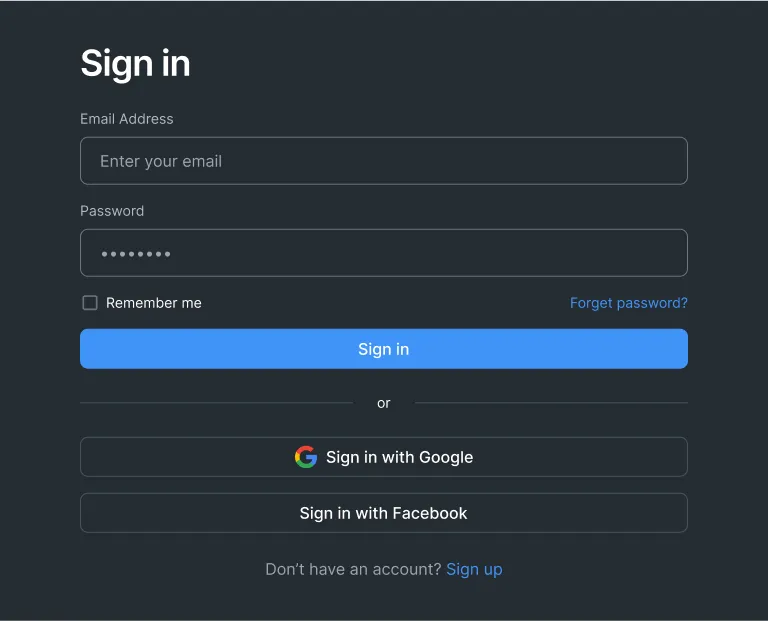 Sign in
Email Address
Enter your email
Password
••••••••
Remember me
Forget password?
Sign in
or
Sign in with Google
Sign in with Facebook
Don’t have an account? Sign up